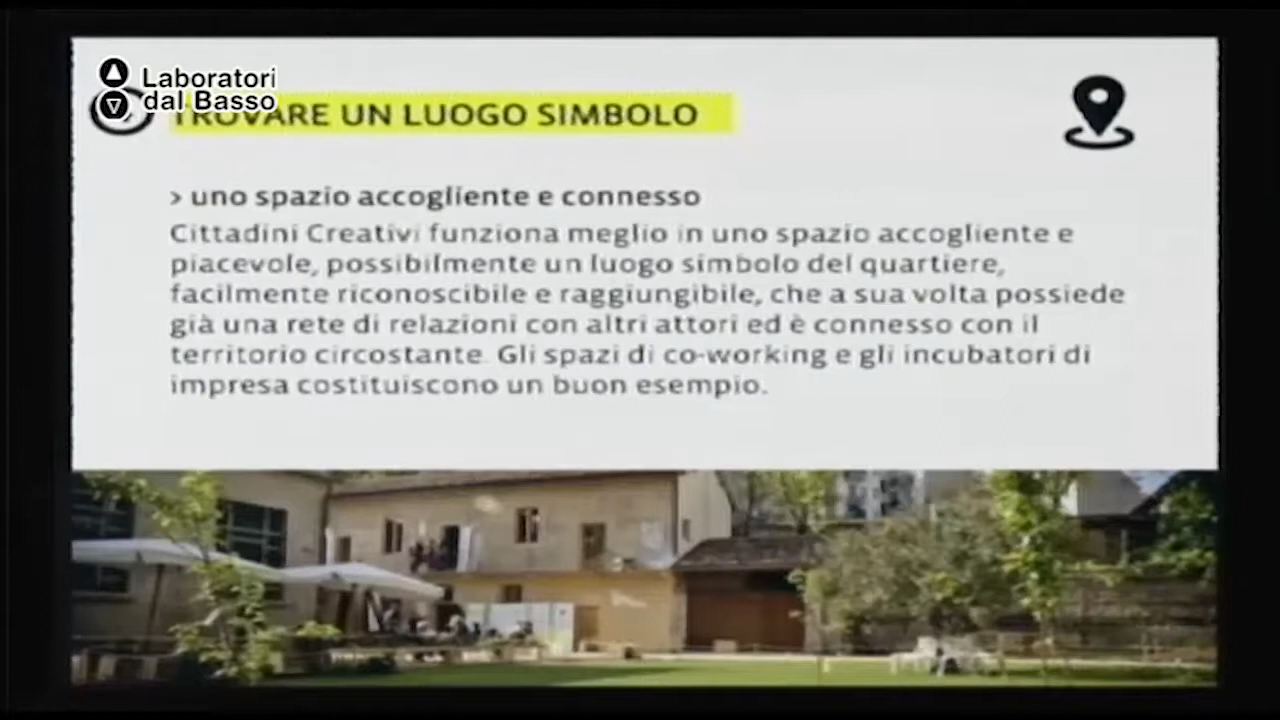 Laboratori
dal Basso
TROVARE UN LUOGO SIMBOLO
> uno spazio accogliente e connesso
Cittadini Creativi funziona meglio in uno spazio accogliente e
piacevole, possibilmente un luogo simbolo del quartiere,
facilmente riconoscibile e raggiungibile, che a sua volta possiede
già una rete di relazioni con altri attori ed è connesso con il
territorio circostante. Gli spazi di co-working e gli incubatori di
impresa costituiscono un buon esempio.